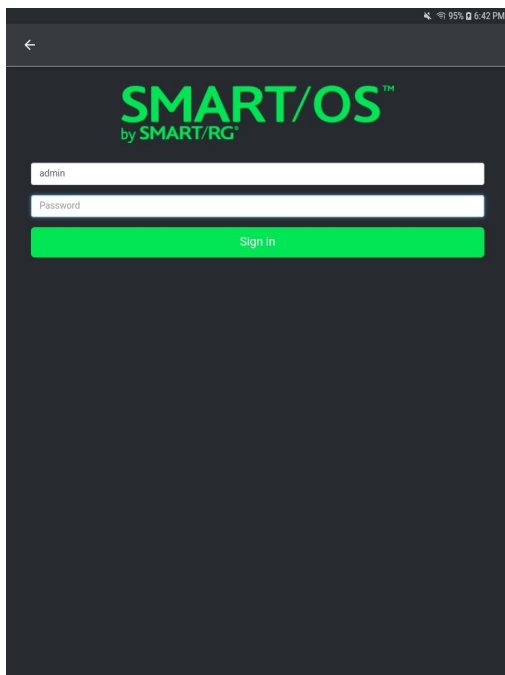 95% 6:42 PM
SMART/OS™
by SMART/RG®
admin
Password
Sign in